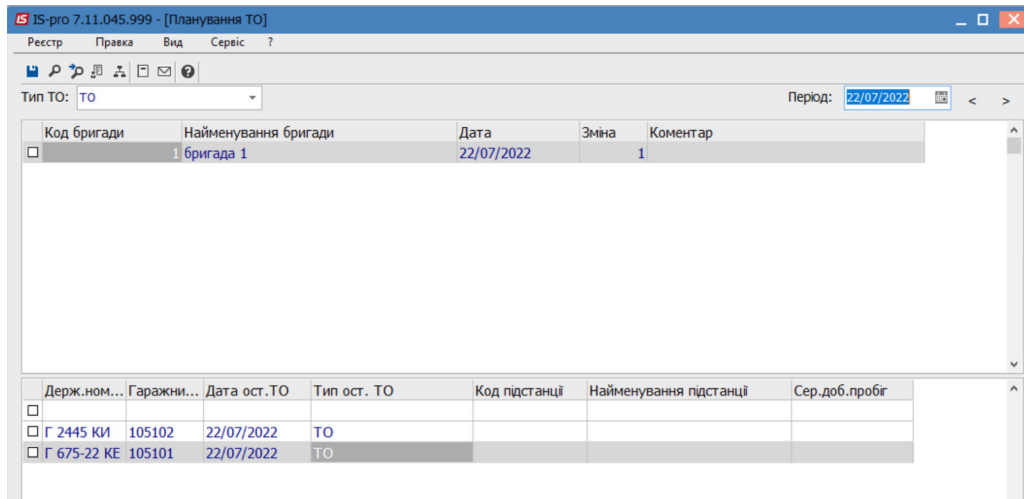 IS-pro 7.11.045.999 - [Планування ТО]
Реєстр Правка Вид Сервіс ?
Тип ТО: ТО Період: 22/07/2022 < >
Код бригади Найменування бригади Дата Зміна Коментар
1 бригада 1 22/07/2022 1
Держ.ном... Гаражни... Дата ост.ТО Тип ост. ТО Код підстанції Найменування підстанції Сер.доб.пробіг
Г 2445 КИ 105102 22/07/2022 ТО
Г 675-22 КЕ 105101 22/07/2022 ТО